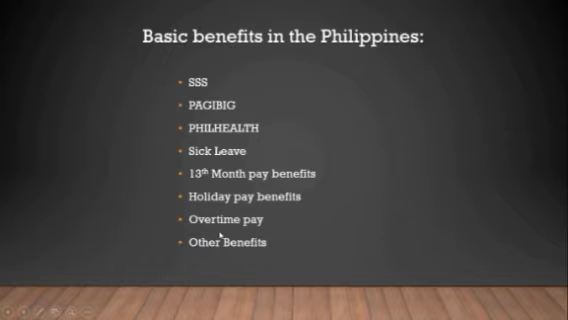 Basic benefits in the Philippines:
SSS
PAGIBIG
PHILHEALTH
Sick Leave
13th Month pay benefits
Holiday pay benefits
Overtime pay
Other Benefits